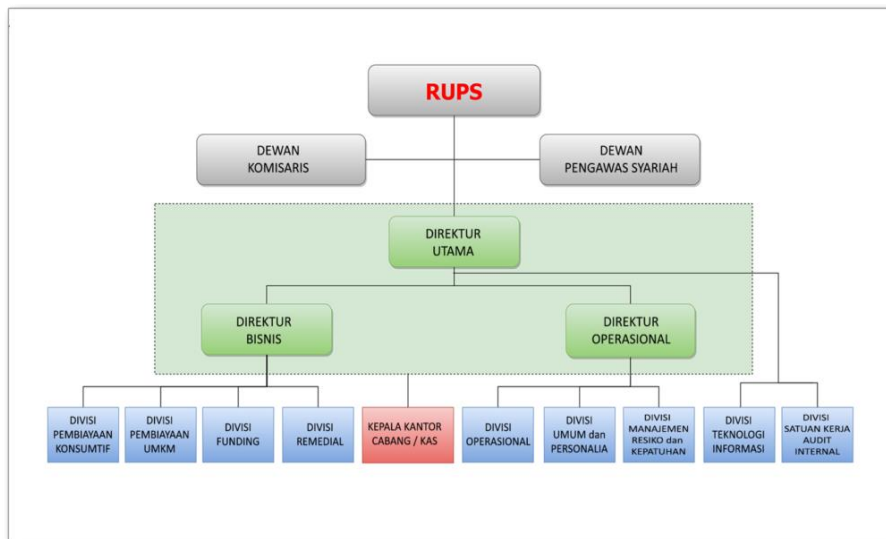 RUPS
DEWAN
KOMISARIS
DEWAN
PENGAWAS SYARIAH
DIREKTUR
UTAMA
DIREKTUR
BISNIS
DIREKTUR
OPERASIONAL
DIVISI
PEMBIAYAAN
KONSUMTIF
DIVISI
PEMBIAYAAN
UMKM
DIVISI
FUNDING
DIVISI
REMEDIAL
KEPALA KANTOR
CABANG / KAS
DIVISI
OPERASIONAL
DIVISI
UMUM dan
PERSONALIA
DIVISI
MANAJEMEN
RESIKO dan
KEPATUHAN
DIVISI
TEKNOLOGI
INFORMASI
DIVISI
SATUAN KERJA
AUDIT
INTERNAL